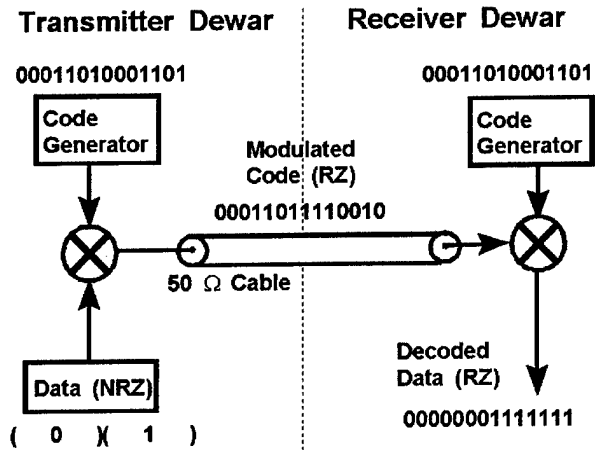 Transmitter Dewar
Receiver Dewar
00011010001101
00011010001101
Code
Generator
Code
Generator
Modulated
Code (RZ)
00011011110010
50 Ω Cable
Data (NRZ)
( 0 )( 1 )
Decoded
Data (RZ)
00000001111111